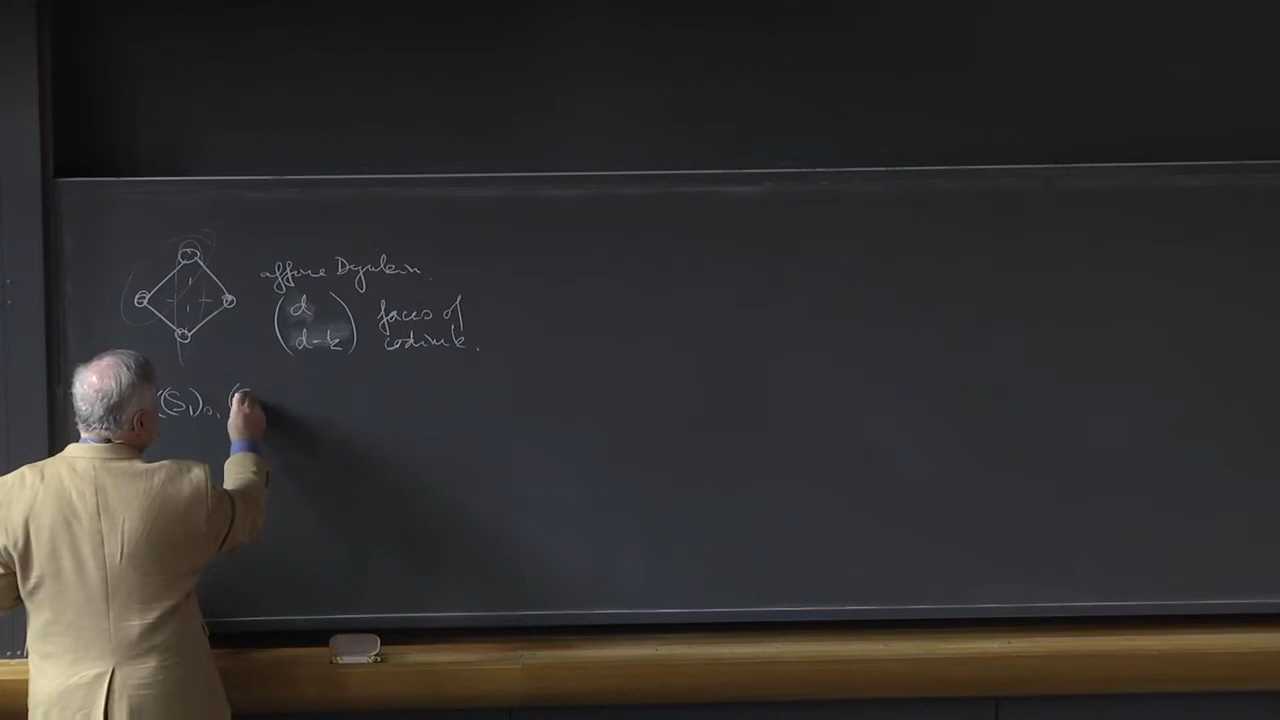 affine Dynkin.
( d
d-k ) faces of
codim k.
(S₁)₀, (